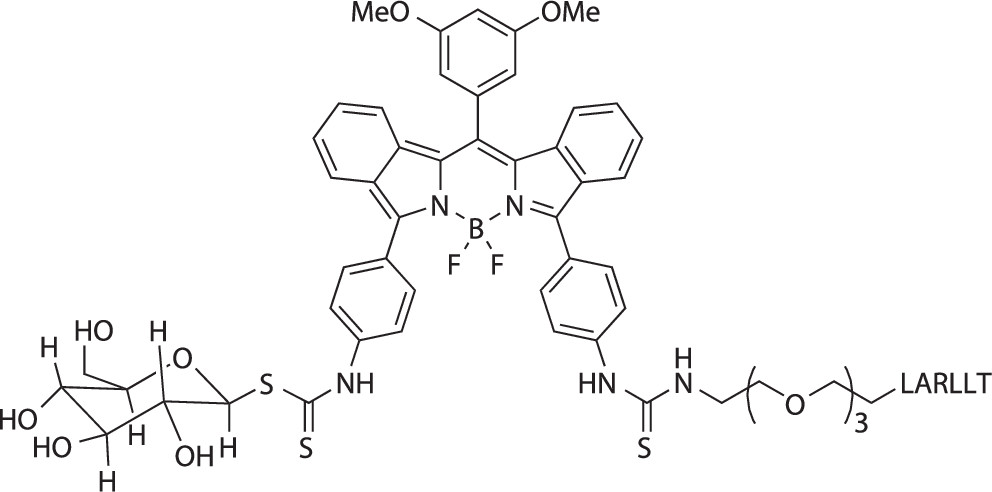 MeO OMe
N N
B
F F
HO
H H
O
S NH HN H N LARLLT
HO O 3
HO H H S S
OH
H